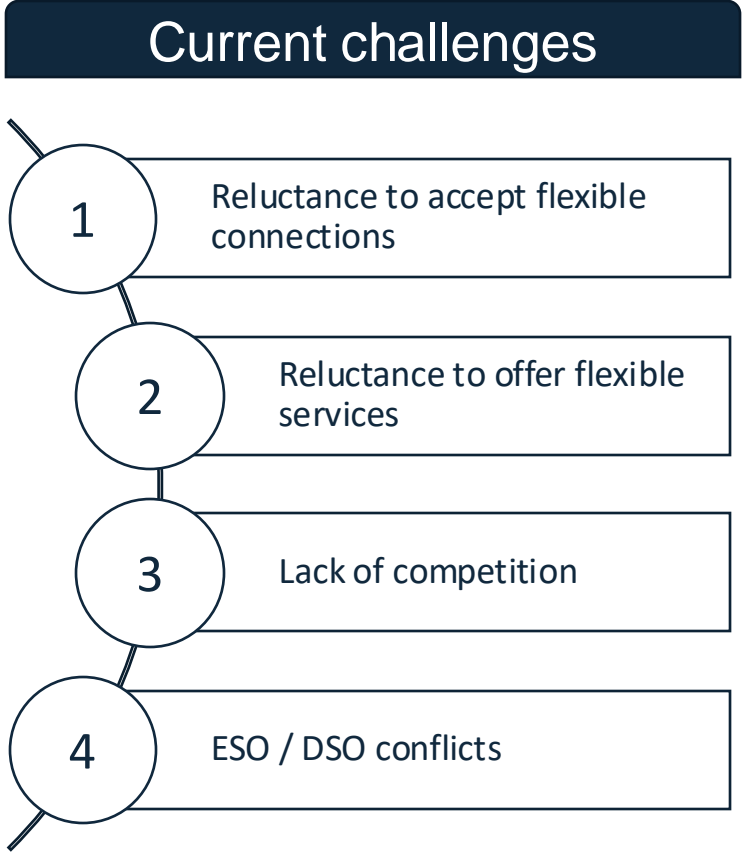 Current challenges
1
Reluctance to accept flexible
connections
2
Reluctance to offer flexible
services
3
Lack of competition
4
ESO / DSO conflicts